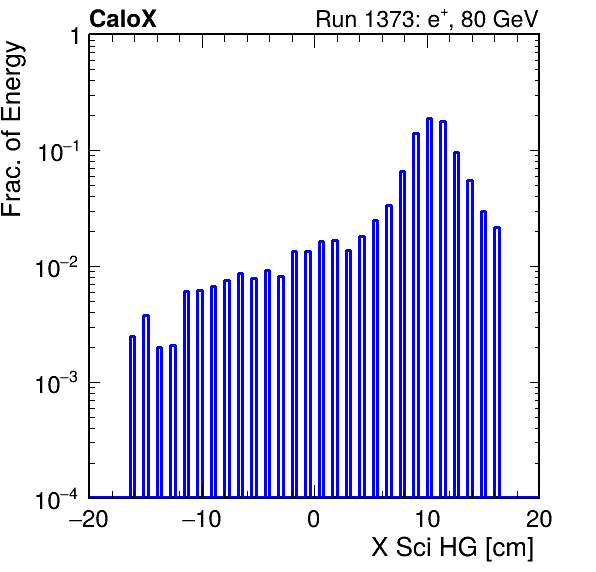 CaloX
Run 1373: e⁺, 80 GeV
Frac. of Energy
1
10⁻¹
10⁻²
10⁻³
10⁻⁴
−20
−10
0
10
20
X Sci HG [cm]